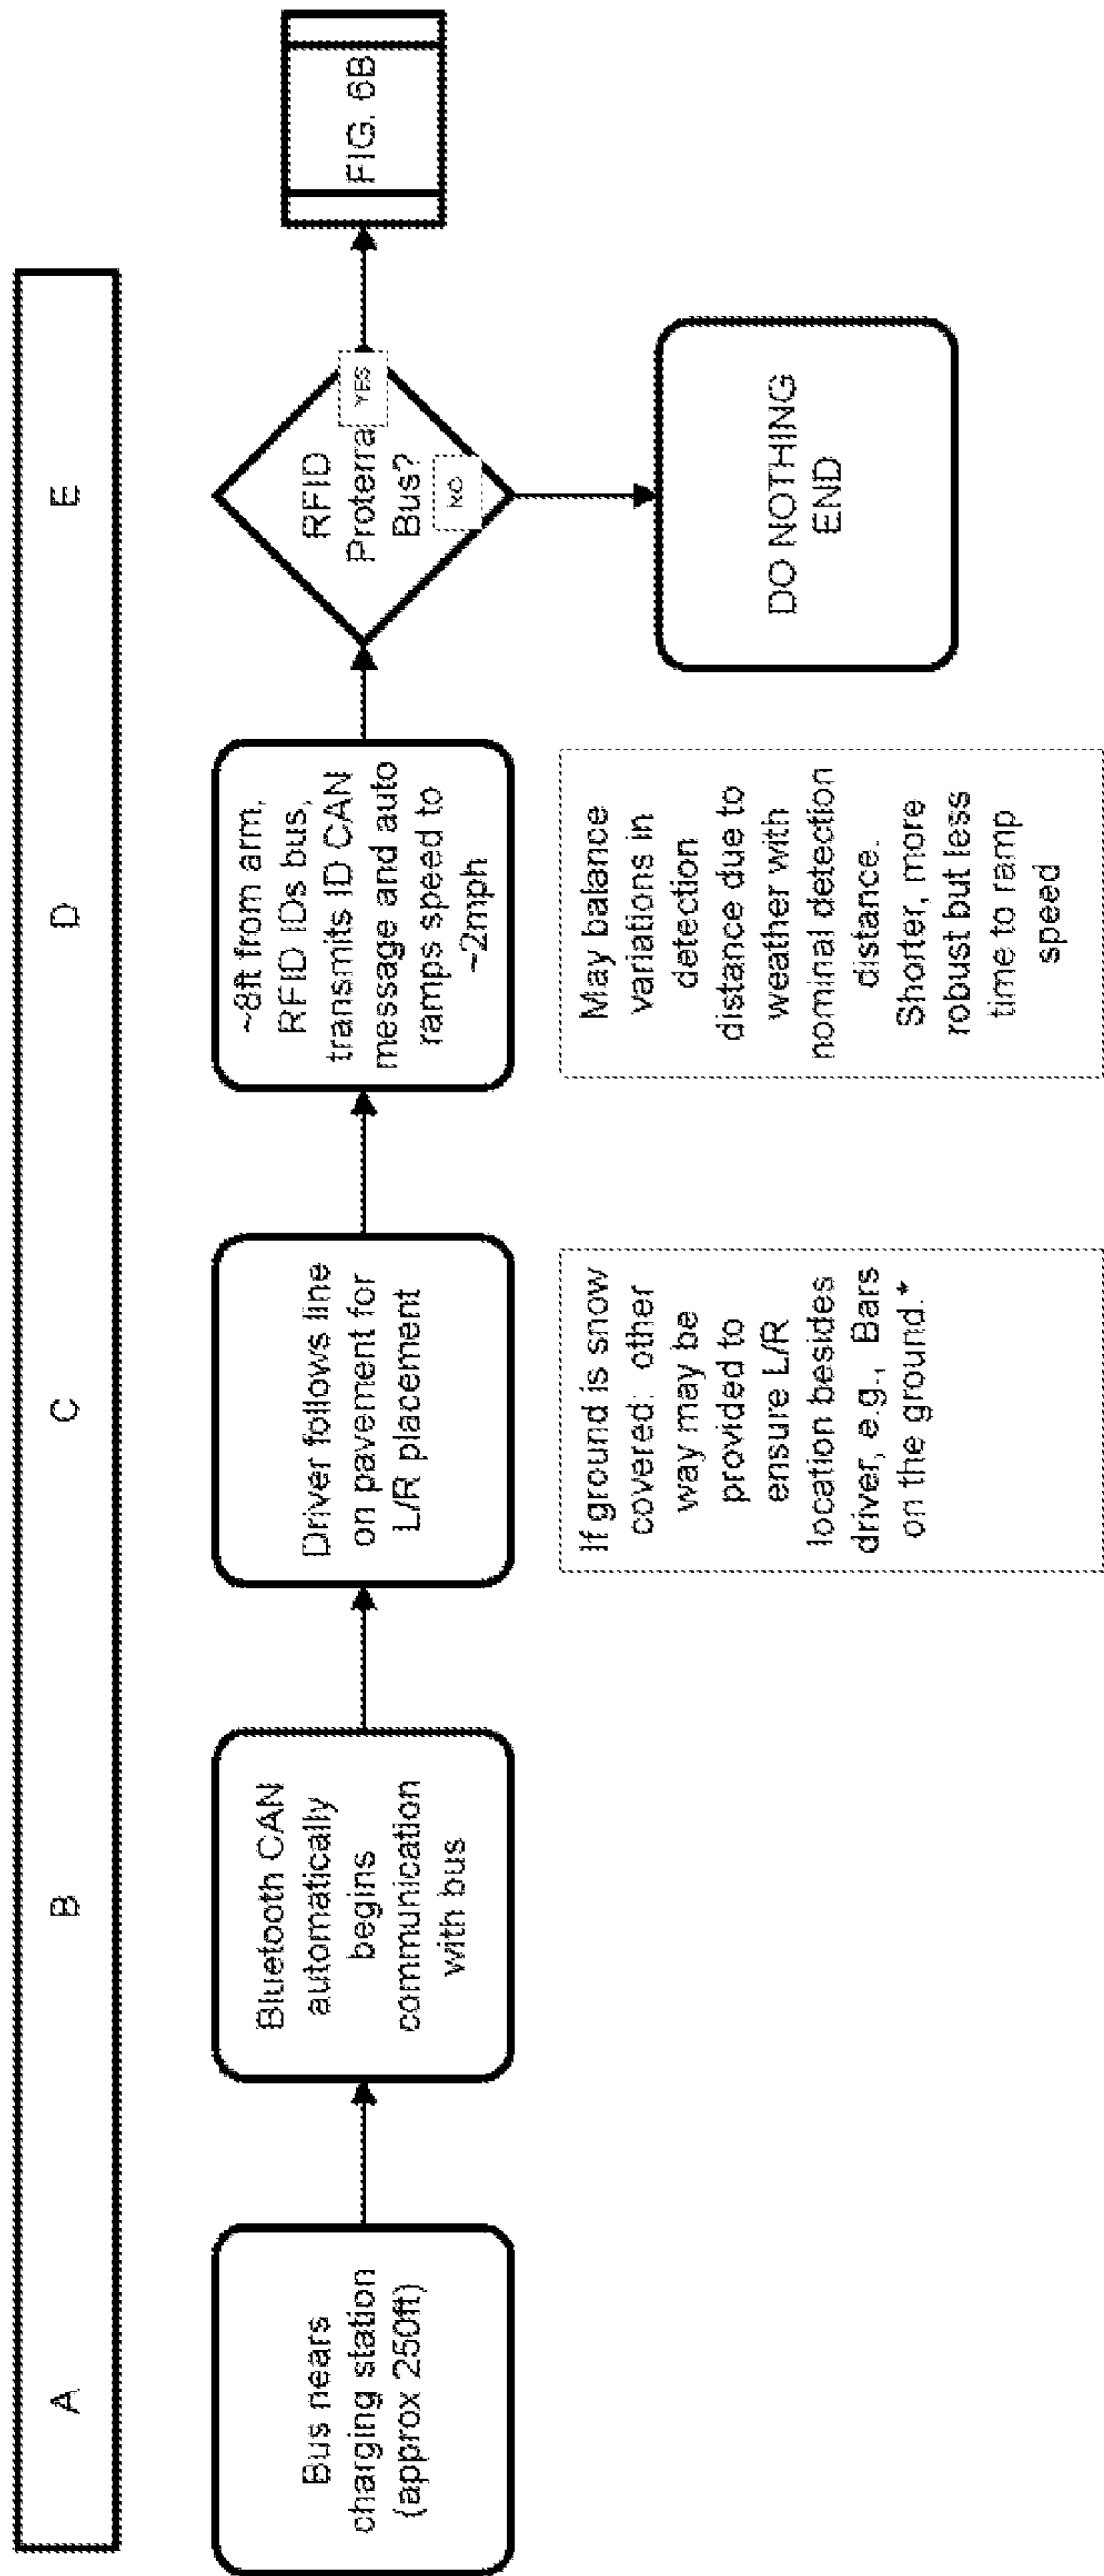 A B C D E
Bus nears
charging station
(approx 250ft)
Bluetooth CAN
automatically
begins
communication
with bus
Driver follows line
on pavement for
L/R placement
If ground is snow
covered: other
way may be
provided to
ensure L/R
location besides
driver, e.g., Bars
on the ground.*
~8ft from arm,
RFID IDs bus,
transmits ID CAN
message and auto
ramps speed to
~2mph
May balance
variations in
detection
distance due to
weather with
nominal detection
distance.
Shorter, more
robust but less
time to ramp
speed
RFID
Proterra
Bus?
YES
NO
FIG. 6B
DO NOTHING
END